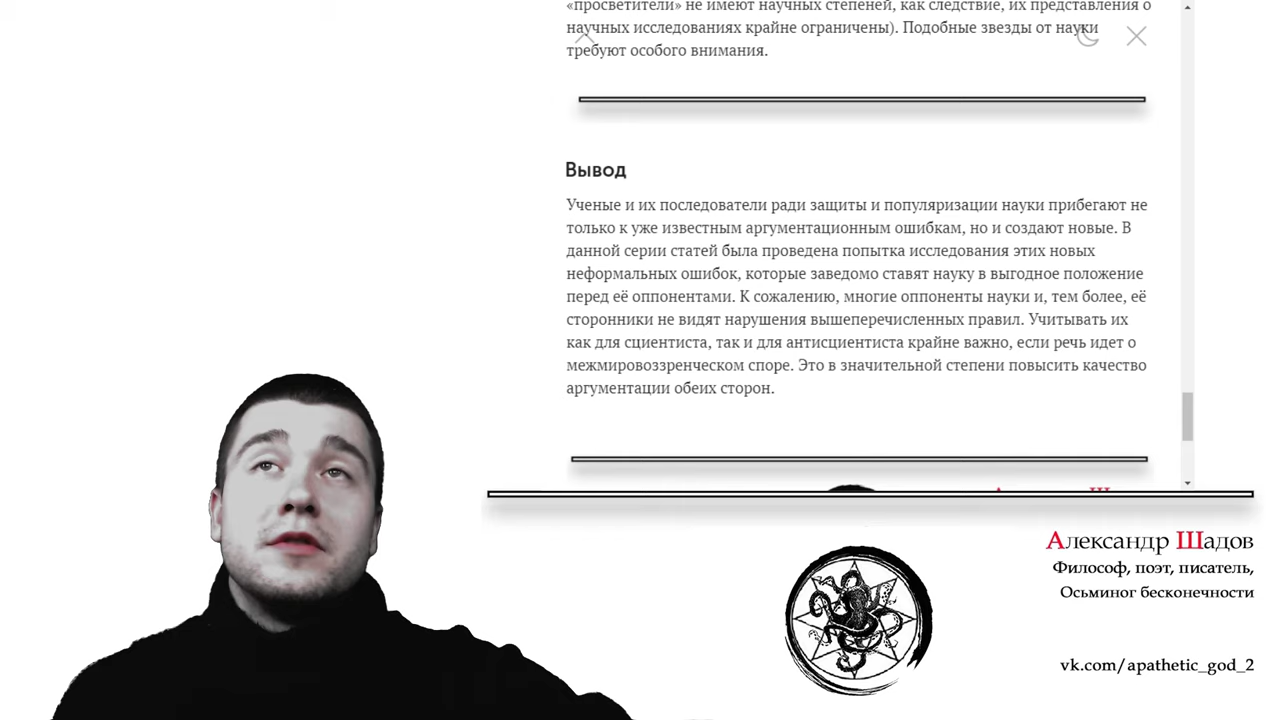 «просветители» не имеют научных степеней, как следствие, их представления о
научных исследованиях крайне ограничены). Подобные звезды от науки
требуют особого внимания.
Вывод
Ученые и их последователи ради защиты и популяризации науки прибегают не
только к уже известным аргументационным ошибкам, но и создают новые. В
данной серии статей была проведена попытка исследования этих новых
неформальных ошибок, которые заведомо ставят науку в выгодное положение
перед её оппонентами. К сожалению, многие оппоненты науки и, тем более, её
сторонники не видят нарушения вышеперечисленных правил. Учитывать их
как для сциентиста, так и для антисциентиста крайне важно, если речь идет о
межмировоззренческом споре. Это в значительной степени повысить качество
аргументации обеих сторон.
Александр Шадов
Философ, поэт, писатель,
Осьминог бесконечности
vk.com/apathetic_god_2